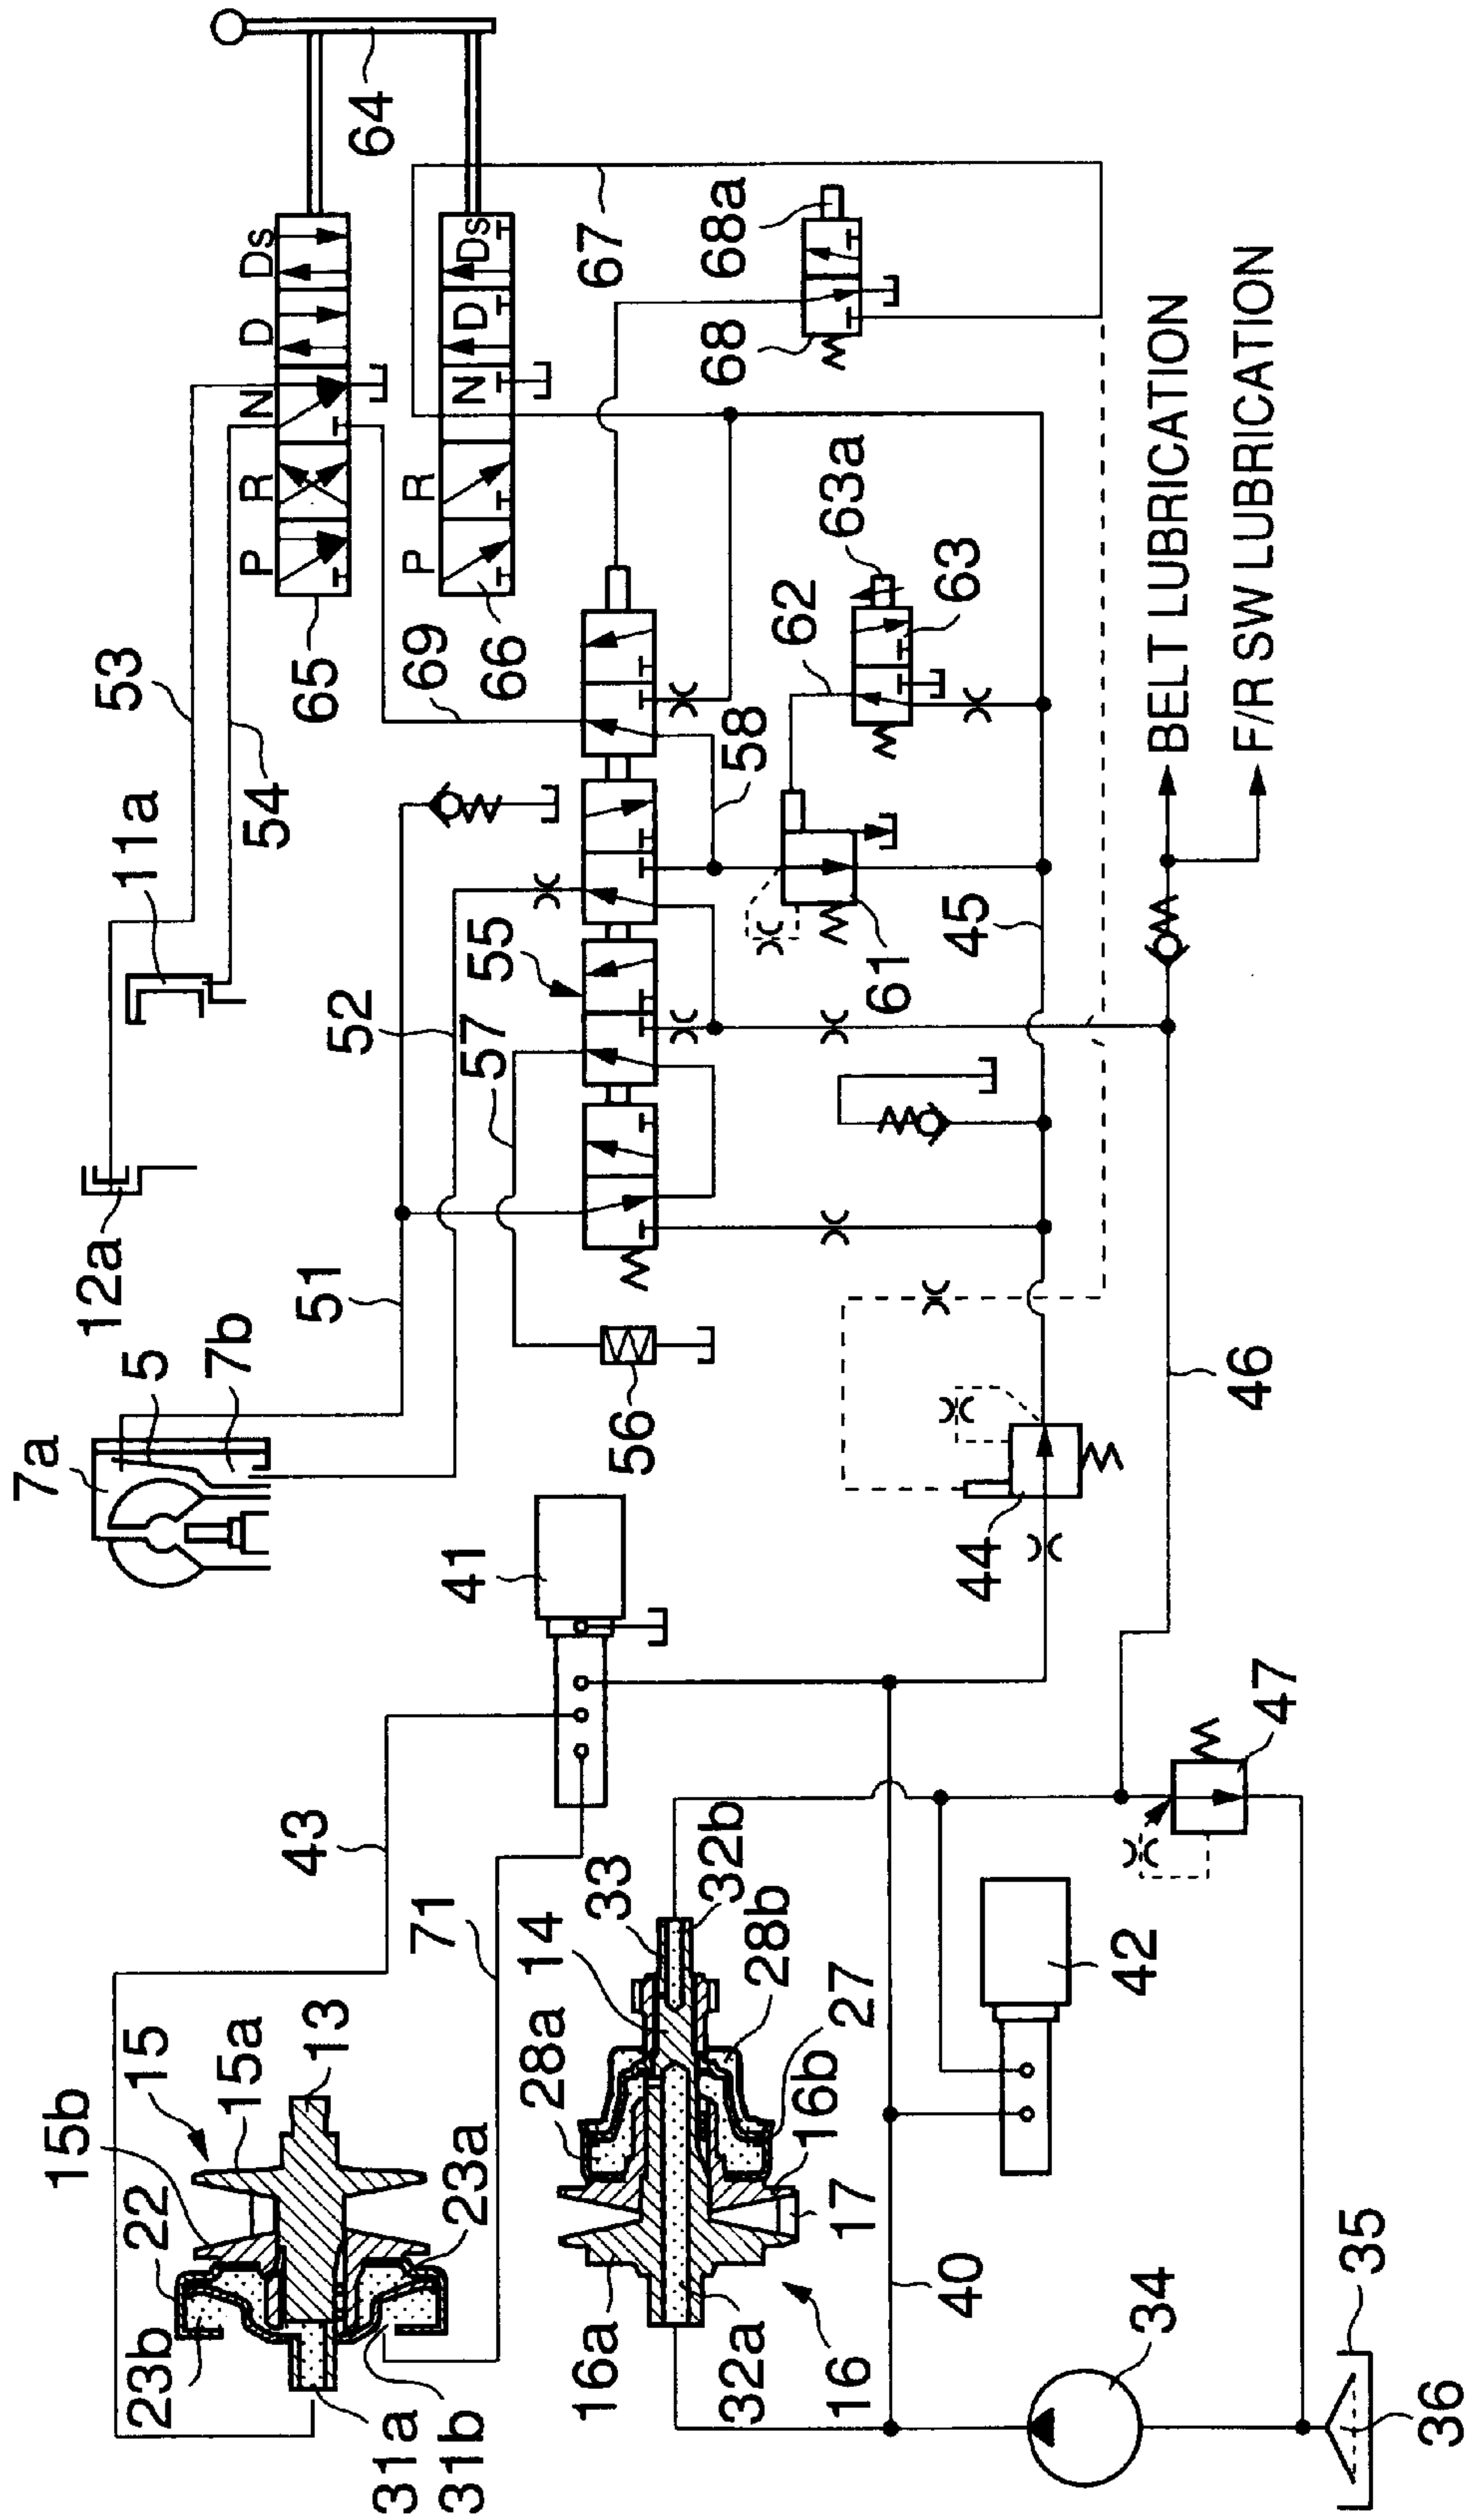 64
P R N D Ds
65
P R N D Ds
66
53
54
69
67
68a
68
63a
63
62
58
61
45
BELT LUBRICATION
F/R SW LUBRICATION
11a
12a
55
52
57
51
56
5
7b
7a
41
44
46
47
43
71
33
32b
14
28b
28a
27
16b
17
16a
32a
16
42
40
15
15a
13
15b
22
23a
23b
31a
31b
34
35
36